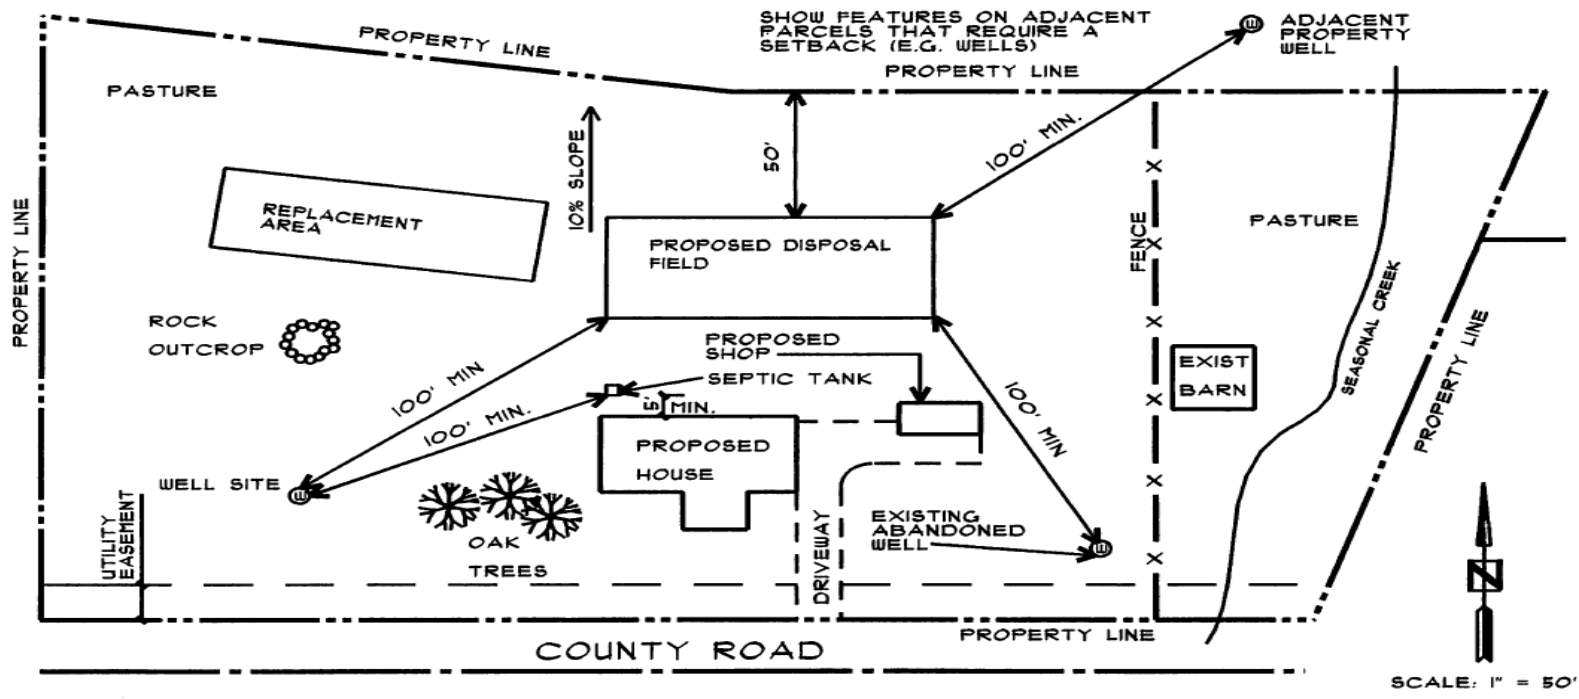 SHOW FEATURES ON ADJACENT
PARCELS THAT REQUIRE A
SETBACK (E.G. WELLS)
ADJACENT
PROPERTY
WELL
PROPERTY LINE
PROPERTY LINE
PASTURE
10% SLOPE
50'
100' MIN.
REPLACEMENT
AREA
PROPERTY LINE
PROPOSED DISPOSAL
FIELD
FENCE
PASTURE
ROCK
OUTCROP
PROPOSED
SHOP
SEPTIC TANK
5'
MIN.
100' MIN
100' MIN.
100' MIN
EXIST
BARN
SEASONAL CREEK
PROPERTY LINE
PROPOSED
HOUSE
WELL SITE
E
E
E
UTILITY
EASEMENT
OAK
TREES
DRIVEWAY
EXISTING
ABANDONED
WELL
X
X
X
X
X
X
N
PROPERTY LINE
COUNTY ROAD
SCALE: 1" = 50'